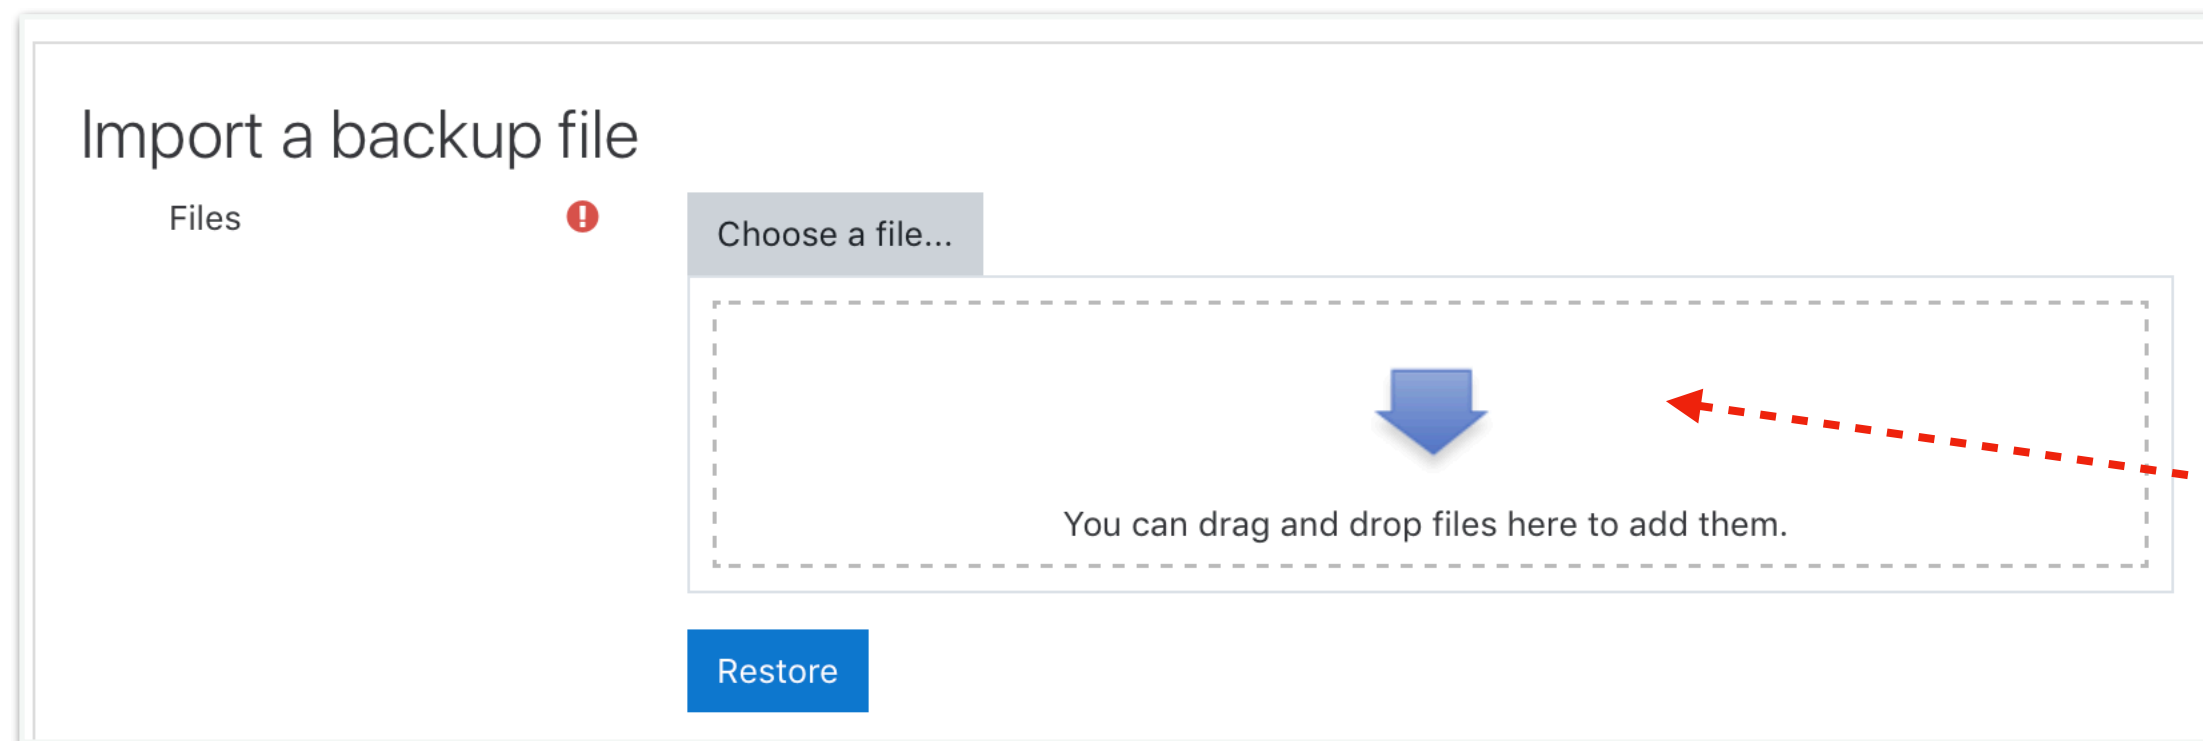 Import a backup file
Files
Choose a file...
You can drag and drop files here to add them.
Restore